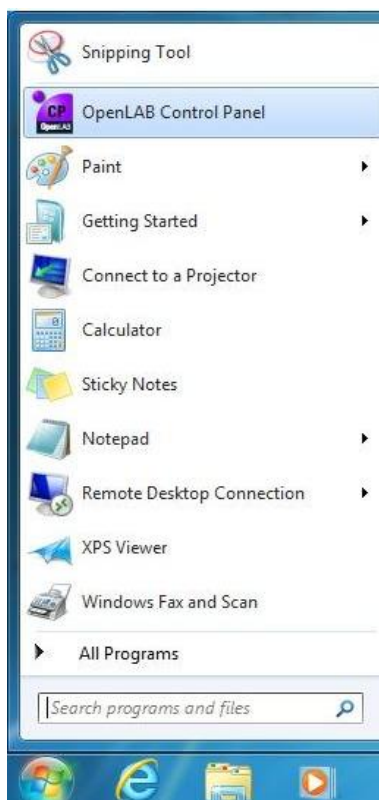 Snipping Tool
CP
OpenLAB
OpenLAB Control Panel
Paint
Getting Started
Connect to a Projector
Calculator
Sticky Notes
Notepad
Remote Desktop Connection
XPS Viewer
Windows Fax and Scan
All Programs
Search programs and files